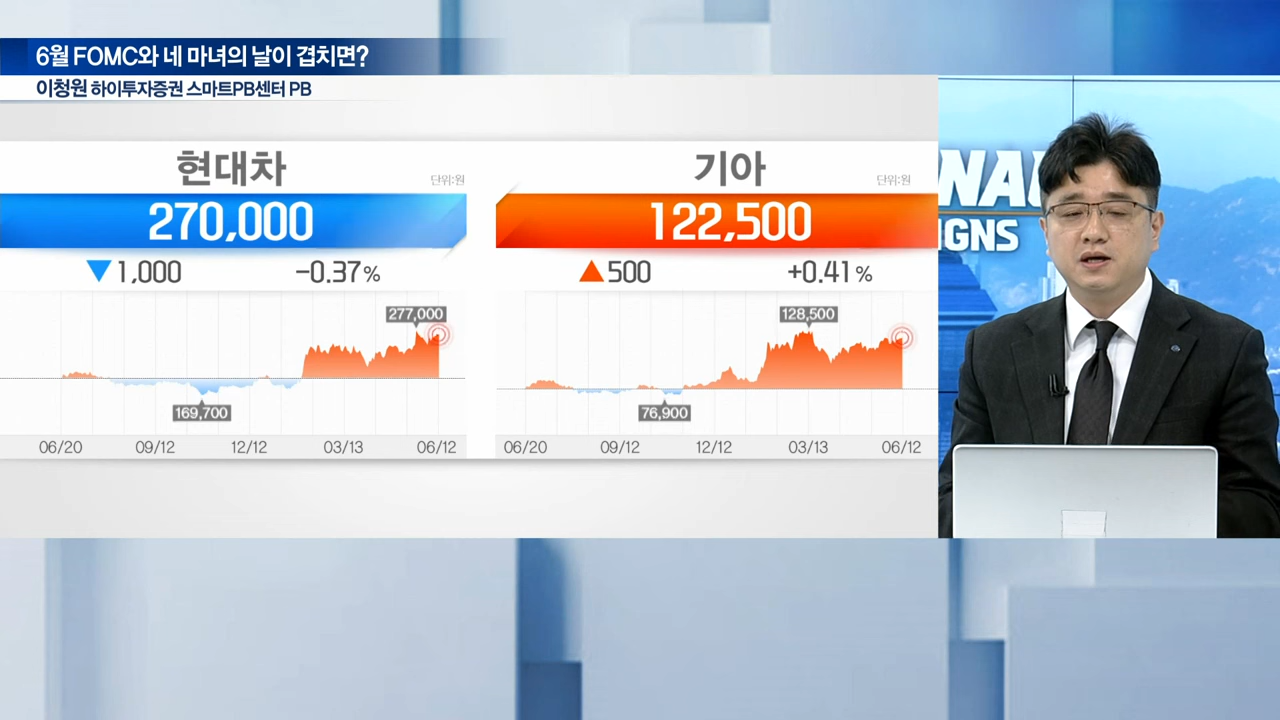 6월 FOMC와 네 마녀의 날이 겹치면?
이청원 하이투자증권 스마트PB센터 PB
현대차
단위:원
270,000
▼1,000 -0.37%
277,000
169,700
06/20 09/12 12/12 03/13 06/12
기아
단위:원
122,500
▲500 +0.41%
128,500
76,900
06/20 09/12 12/12 03/13 06/12